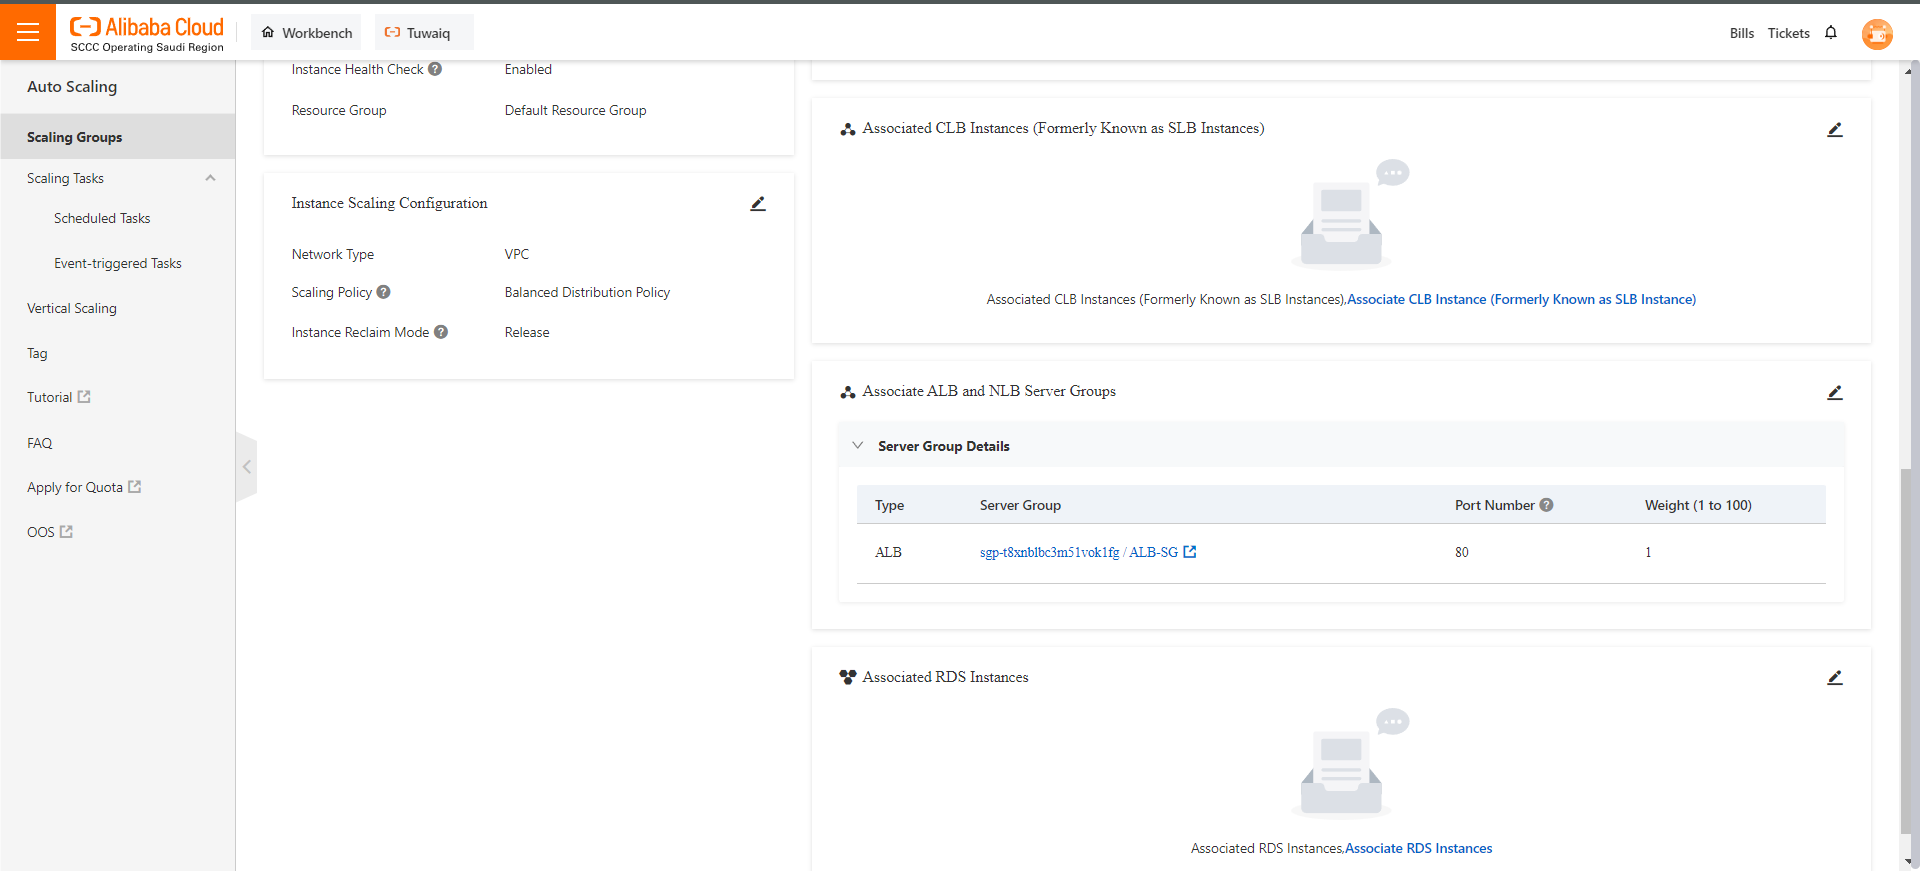 Alibaba Cloud
SCCC Operating Saudi Region
Workbench
Tuwaiq
Bills
Tickets
Auto Scaling
Scaling Groups
Scaling Tasks
Scheduled Tasks
Event-triggered Tasks
Vertical Scaling
Tag
Tutorial
FAQ
Apply for Quota
OOS
Instance Health Check ? Enabled
Resource Group Default Resource Group
Instance Scaling Configuration
Network Type VPC
Scaling Policy ? Balanced Distribution Policy
Instance Reclaim Mode ? Release
Associated CLB Instances (Formerly Known as SLB Instances)
Associated CLB Instances (Formerly Known as SLB Instances),Associate CLB Instance (Formerly Known as SLB Instance)
Associate ALB and NLB Server Groups
Server Group Details
Type Server Group Port Number ? Weight (1 to 100)
ALB sgp-t8xnblbc3m51vok1fg / ALB-SG 80 1
Associated RDS Instances
Associated RDS Instances,Associate RDS Instances